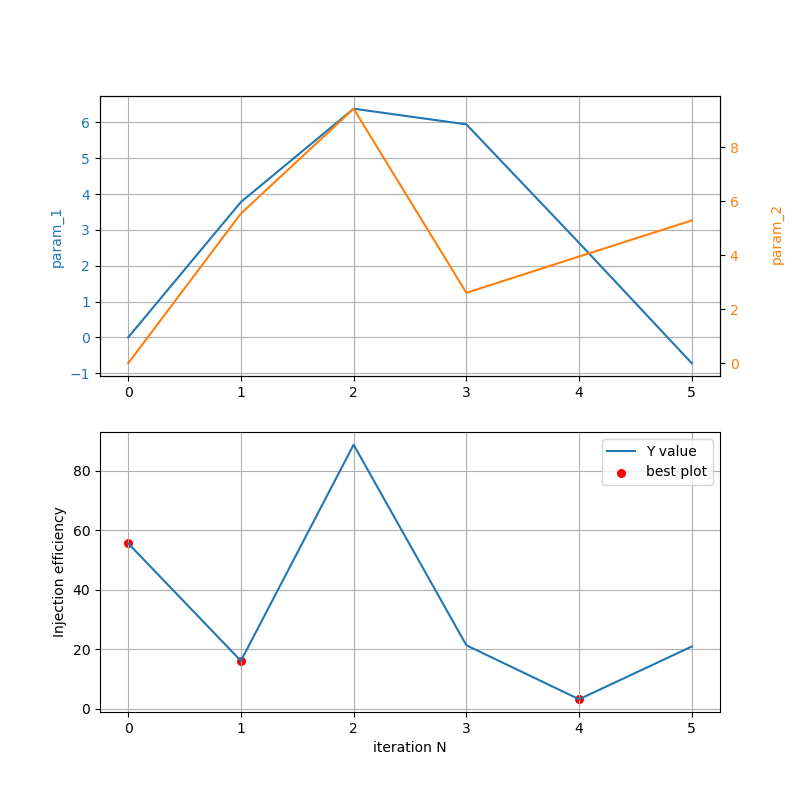 6
5
4
3
2
1
0
−1
param_1
8
6
4
2
0
param_2
0 1 2 3 4 5
Y value
best plot
80
60
40
20
0
Injection efficiency
0 1 2 3 4 5
iteration N